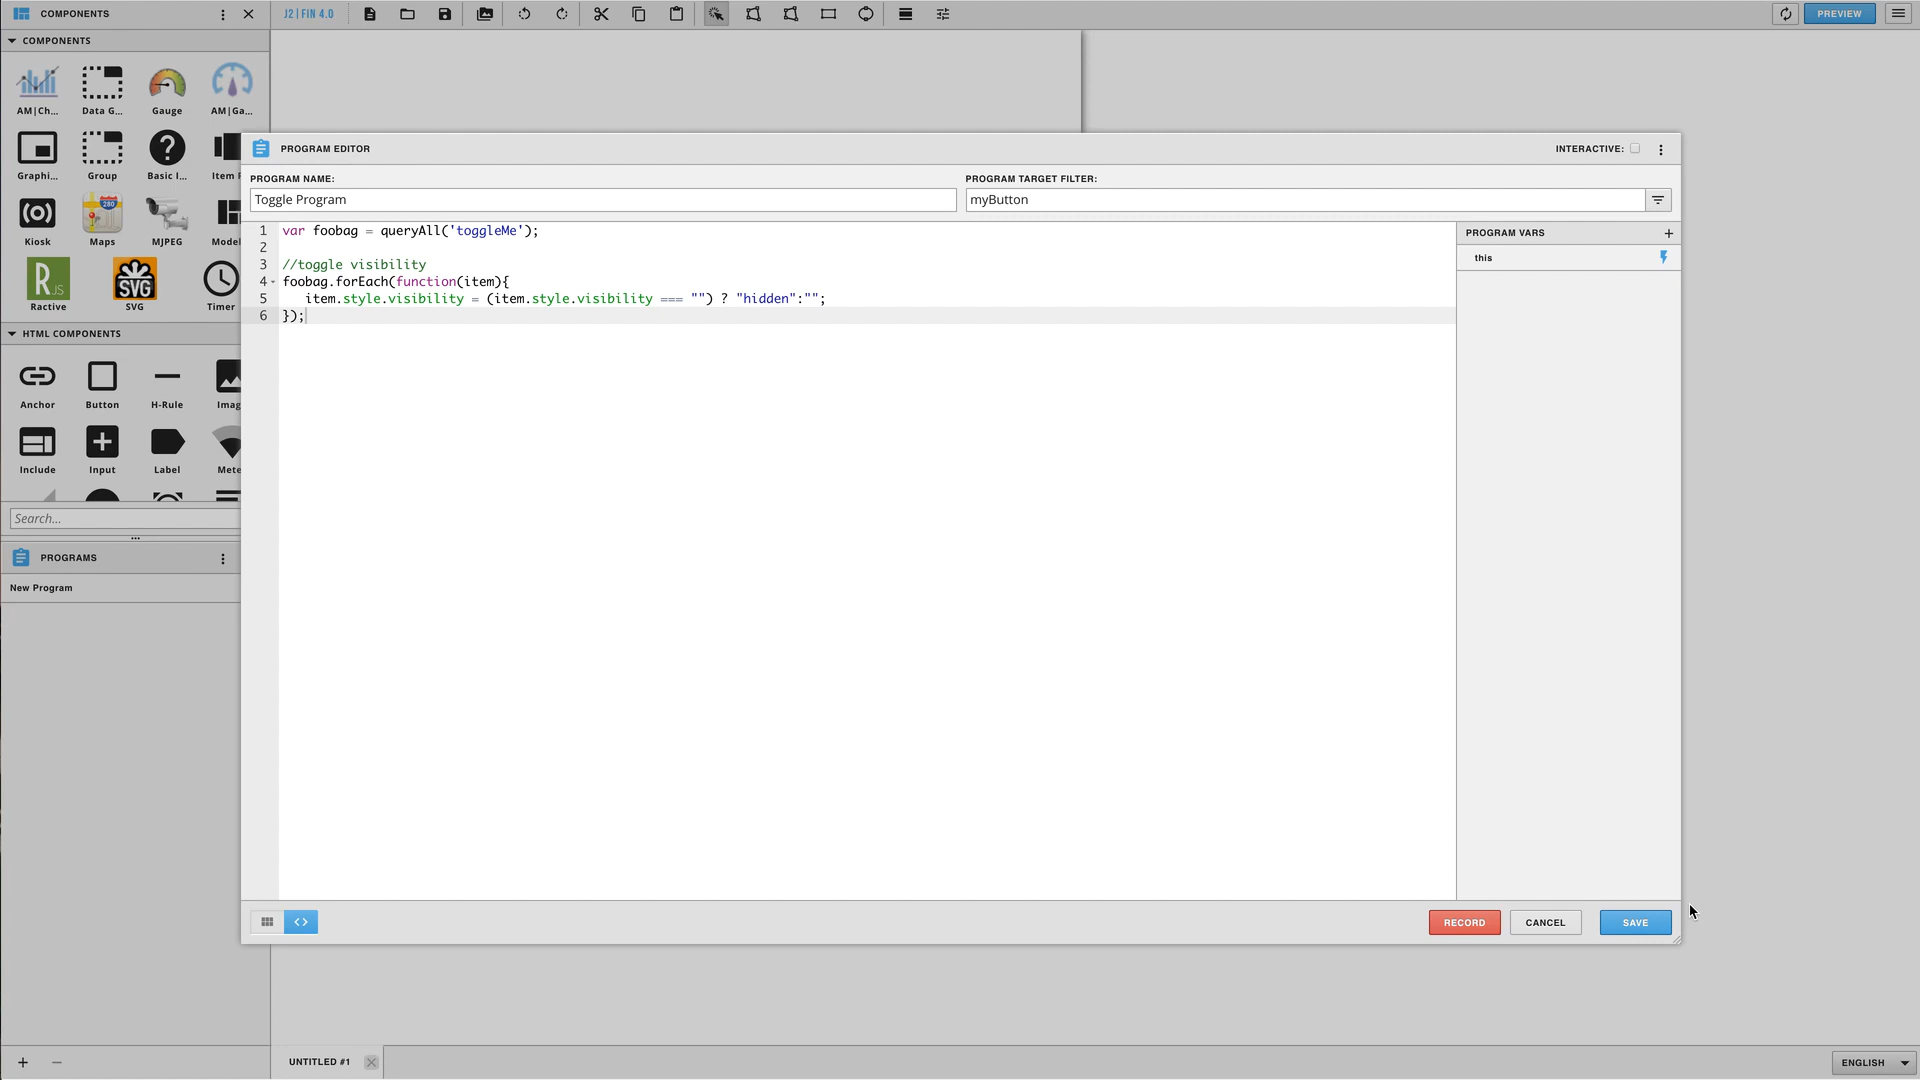 COMPONENTS
J2 | FIN 4.0
PREVIEW
COMPONENTS
AM|Ch...
Data G...
Gauge
AM|Ga...
Graphi...
Group
Basic I...
Item
Kiosk
Maps
280
MJPEG
Model
R.JS
Ractive
SVG
SVG
Timer
HTML COMPONENTS
Anchor
Button
H-Rule
Imag
Include
Input
Label
Mete
Search...
PROGRAMS
New Program
PROGRAM EDITOR
INTERACTIVE:
PROGRAM NAME:
PROGRAM TARGET FILTER:
Toggle Program
myButton
1 var foobag = queryAll('toggleMe');
2
3 //toggle visibility
4 foobag.forEach(function(item){
5 item.style.visibility = (item.style.visibility === "") ? "hidden":"";
6 });
PROGRAM VARS
this
RECORD
CANCEL
SAVE
UNTITLED #1
ENGLISH